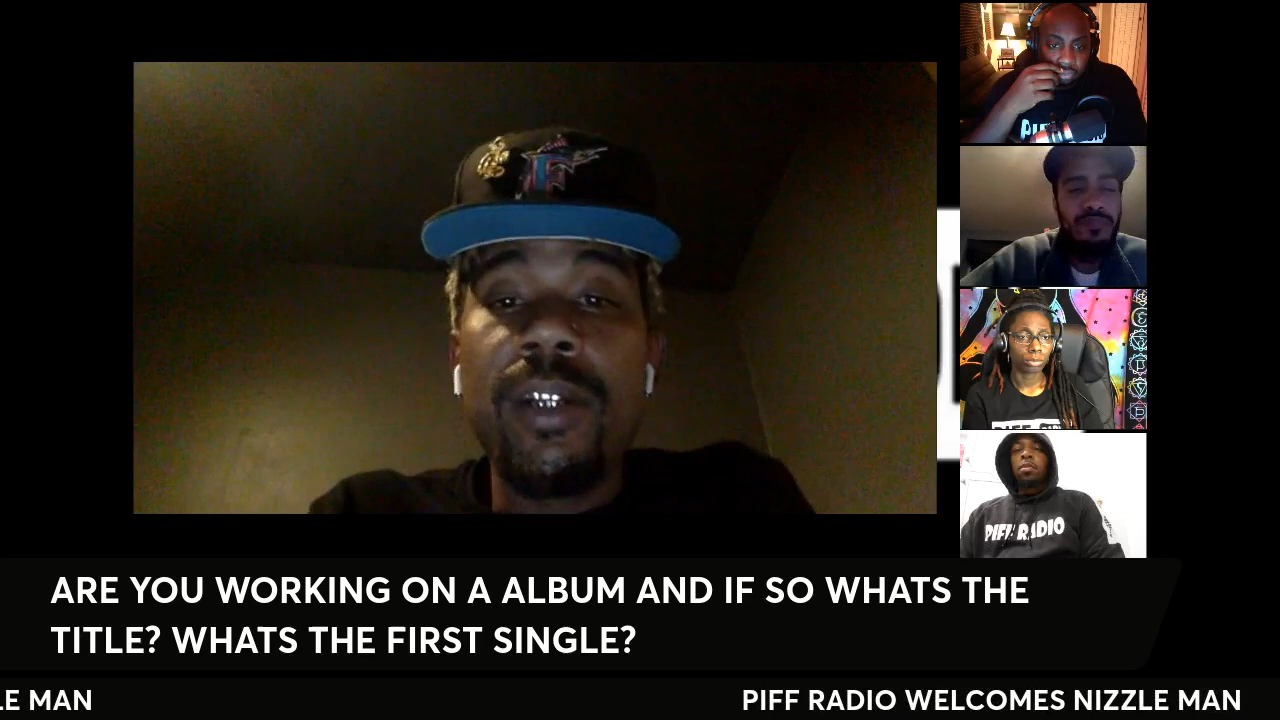 F
PIFF RADIO
ARE YOU WORKING ON A ALBUM AND IF SO WHATS THE
TITLE? WHATS THE FIRST SINGLE?
LE MAN
PIFF RADIO WELCOMES NIZZLE MAN